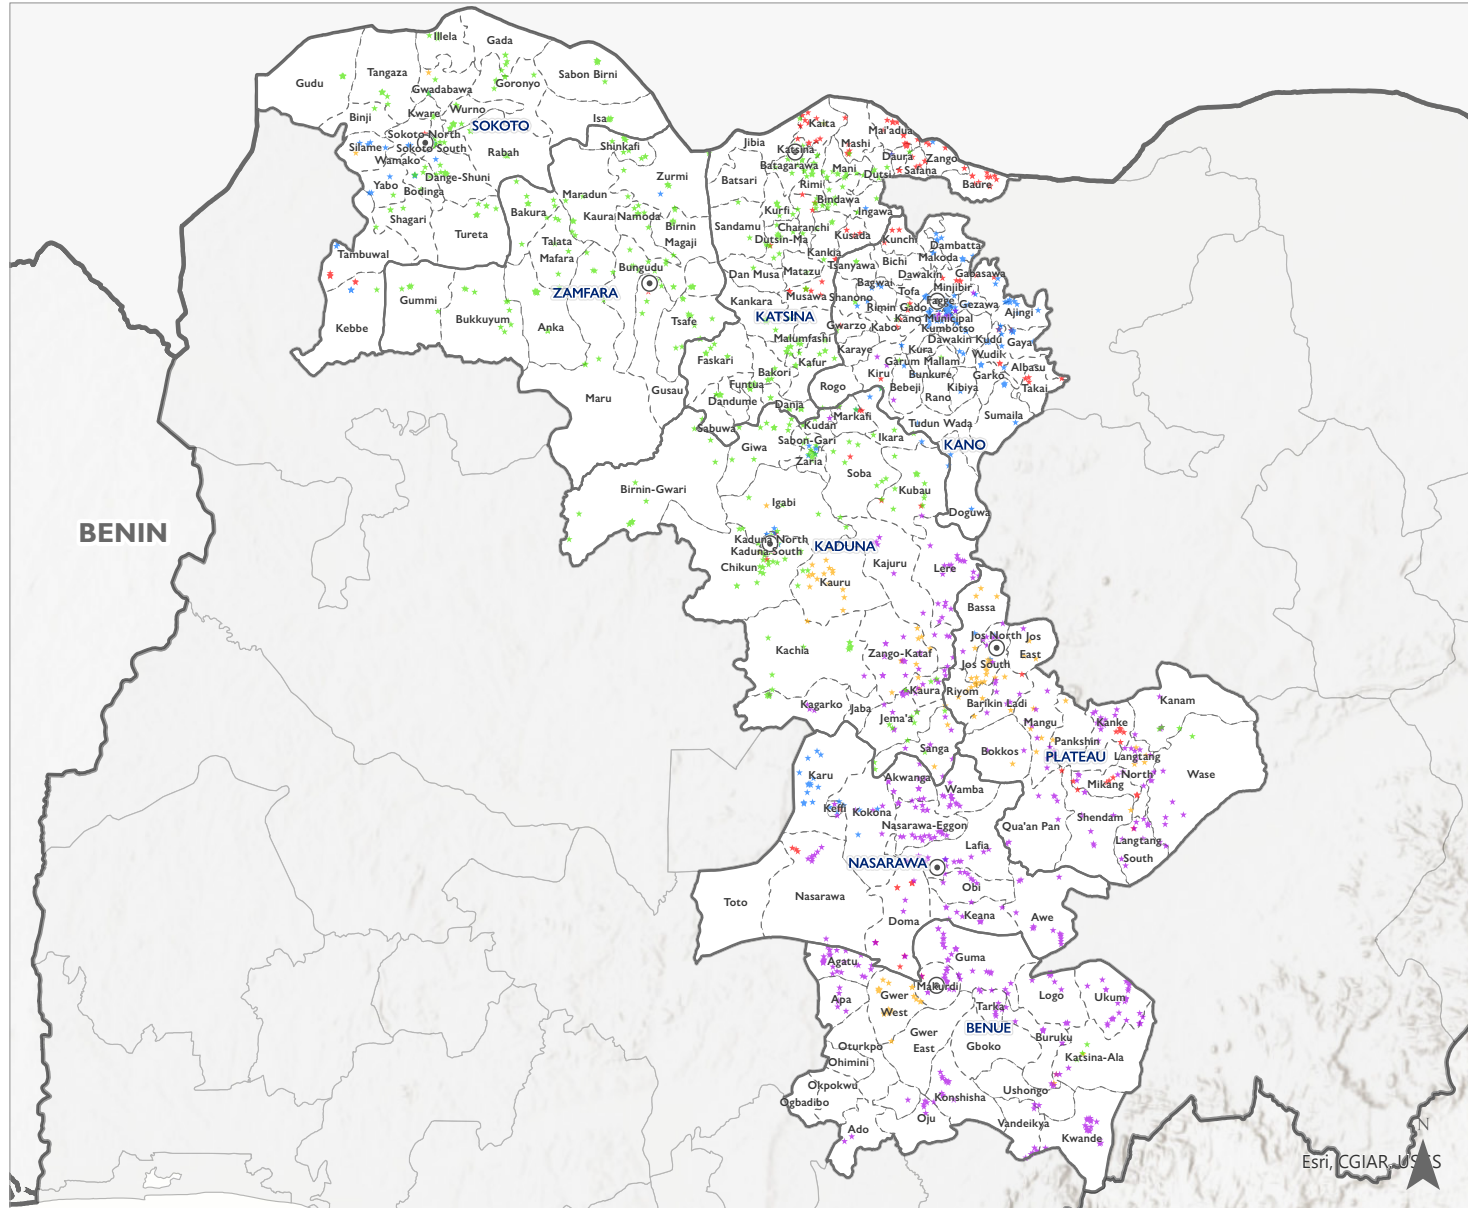 Illela
Gada
Gudu
Tangaza
Sabon Birni
Goronyo
Gwadabawa
Binji
Kware
Wurno
Isa
SOKOTO
Sokoto North
Silame
Sokoto South
Wamako
Rabah
Shinkafi
Dange-Shuni
Yabo
Bodinga
Zurmi
Shagari
Maradun
Bakura
Kaura Namoda
Tureta
Birnin
Magaji
Talata
Mafara
Tambuwal
Bungudu
ZAMFARA
Gummi
Bukkuyum
Anka
Tsafe
Kebbe
Maru
Gusau
Kaita
Mai'adua
Jibia
Katsina
Mashi
Daura
Zango
Batagarawa
Mani
Dutsi
Safana
Batsari
Rimi
Baure
Bindawa
Kurfi
Ingawa
Sandamu
Charanchi
Dutsin-Ma
Kusada
Kankia
Dan Musa
Matazu
Kankara
Musawa
KATSINA
Malumfashi
Faskari
Kafur
Bakori
Funtua
Dandume
Danja
Sabuwa
Kunchi
Dambatta
Makoda
Tsanyawa
Bichi
Dawakin
Gabasawa
Bagwai
Minjibir
Shanono
Tofa
Fagge
Gezawa
Rimin Gado
Ajingi
Kano Municipal
Gwarzo
Kabo
Kumbotso
Dawakin Kudu
Gaya
Karaye
Kura
Wudil
Garum Mallam
Albasu
Kiru
Bunkure
Garko
Rogo
Bebeji
Kibiya
Takai
Rano
Sumaila
Tudun Wada
KANO
Doguwa
Markafi
Kudan
Sabon-Gari
Ikara
Giwa
Zaria
Soba
Birnin-Gwari
Igabi
Kubau
Kaduna North
Kaduna South
KADUNA
Chikun
Kajuru
Lere
Kauru
Kachia
Zango-Kataf
Kaura
Kagarko
Jaba
Jema'a
Sanga
BENIN
Bassa
Jos North
Jos
East
Jos South
Riyom
Barikin Ladi
Kanam
Mangu
Kanke
Bokkos
Pankshin
PLATEAU
Langtang
North
Wase
Mikang
Shendam
Qua'an Pan
Langtang
South
Karu
Akwanga
Wamba
Keffi
Kokona
Nasarawa-Eggon
Lafia
NASARAWA
Obi
Toto
Nasarawa
Doma
Keana
Awe
Agatu
Guma
Makurdi
Apa
Gwer
West
Logo
Ukum
Tarka
BENUE
Gwer
East
Buruku
Gboko
Oturkpo
Katsina-Ala
Ohimini
Okpokwu
Ushongo
Ogbadibo
Konshisha
Oju
Vandeikya
Ado
Kwande
N
Esri, CGIAR, USGS